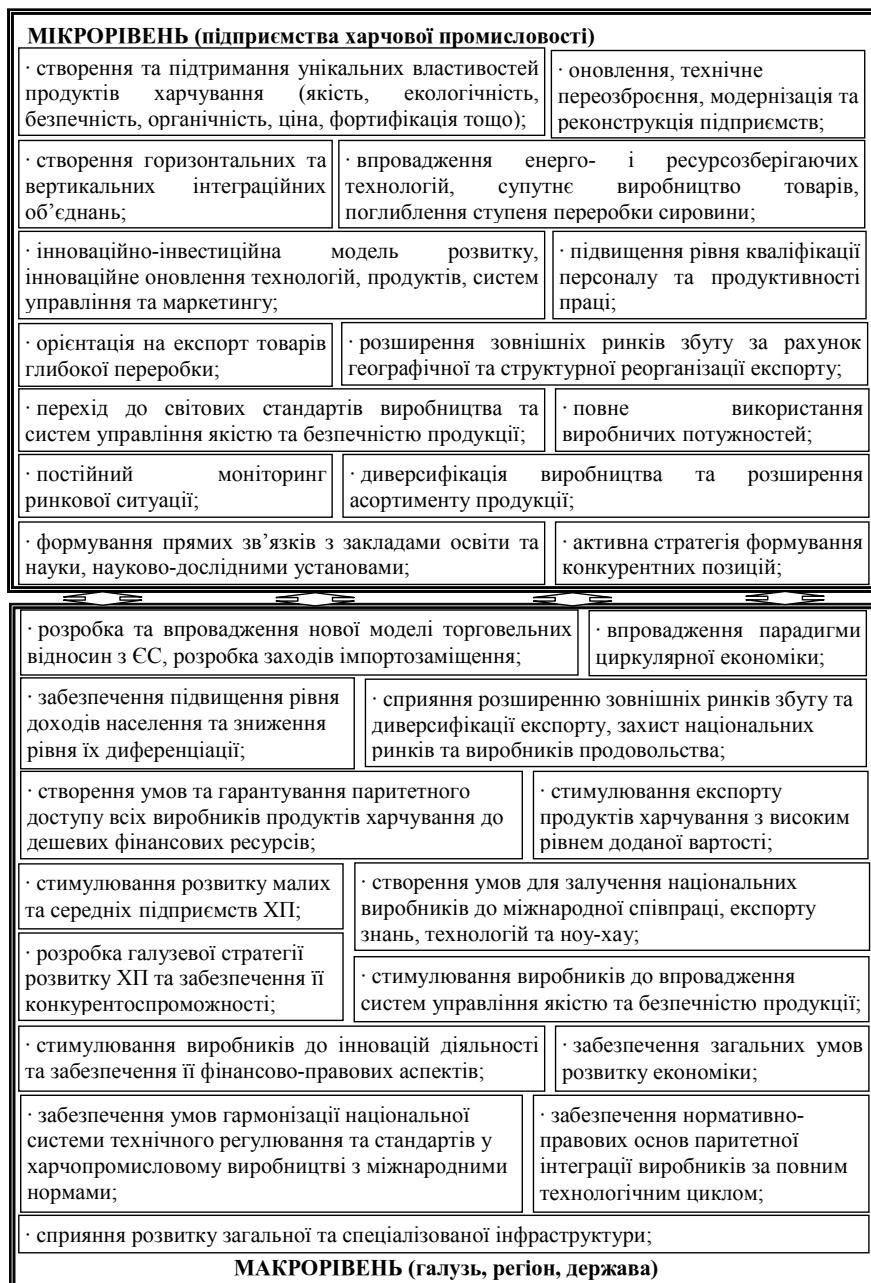 МІКРОРІВЕНЬ (підприємства харчової промисловості)
· створення та підтримання унікальних властивостей
продуктів харчування (якість, екологічність,
безпечність, органічність, ціна, фортифікація тощо);
· оновлення, технічне
переозброєння, модернізація та
реконструкція підприємств;
· створення горизонтальних та
вертикальних інтеграційних
об’єднань;
· впровадження енерго- і ресурсозберігаючих
технологій, супутнє виробництво товарів,
поглиблення ступеня переробки сировини;
· інноваційно-інвестиційна модель розвитку,
інноваційне оновлення технологій, продуктів, систем
управління та маркетингу;
· підвищення рівня кваліфікації
персоналу та продуктивності
праці;
· орієнтація на експорт товарів
глибокої переробки;
· розширення зовнішніх ринків збуту за рахунок
географічної та структурної реорганізації експорту;
· перехід до світових стандартів виробництва та
систем управління якістю та безпечністю продукції;
· повне використання
виробничих потужностей;
· постійний моніторинг
ринкової ситуації;
· диверсифікація виробництва та розширення
асортименту продукції;
· формування прямих зв’язків з закладами освіти та
науки, науково-дослідними установами;
· активна стратегія формування
конкурентних позицій;
· розробка та впровадження нової моделі торговельних
відносин з ЄС, розробка заходів імпортозаміщення;
· впровадження парадигми
циркулярної економіки;
· забезпечення підвищення рівня
доходів населення та зниження
рівня їх диференціації;
· сприяння розширенню зовнішніх ринків збуту та
диверсифікації експорту, захист національних
ринків та виробників продовольства;
· створення умов та гарантування паритетного
доступу всіх виробників продуктів харчування до
дешевих фінансових ресурсів;
· стимулювання експорту
продуктів харчування з високим
рівнем доданої вартості;
· стимулювання розвитку малих
та середніх підприємств ХП;
· створення умов для залучення національних
виробників до міжнародної співпраці, експорту
знань, технологій та ноу-хау;
· розробка галузевої стратегії
розвитку ХП та забезпечення її
конкурентоспроможності;
· стимулювання виробників до впровадження
систем управління якістю та безпечністю продукції;
· стимулювання виробників до інновацій діяльності
та забезпечення її фінансово-правових аспектів;
· забезпечення загальних умов
розвитку економіки;
· забезпечення умов гармонізації національної
системи технічного регулювання та стандартів у
харчопромисловому виробництві з міжнародними
нормами;
· забезпечення нормативно-
правових основ паритетної
інтеграції виробників за повним
технологічним циклом;
· сприяння розвитку загальної та спеціалізованої інфраструктури;
МАКРОРІВЕНЬ (галузь, регіон, держава)